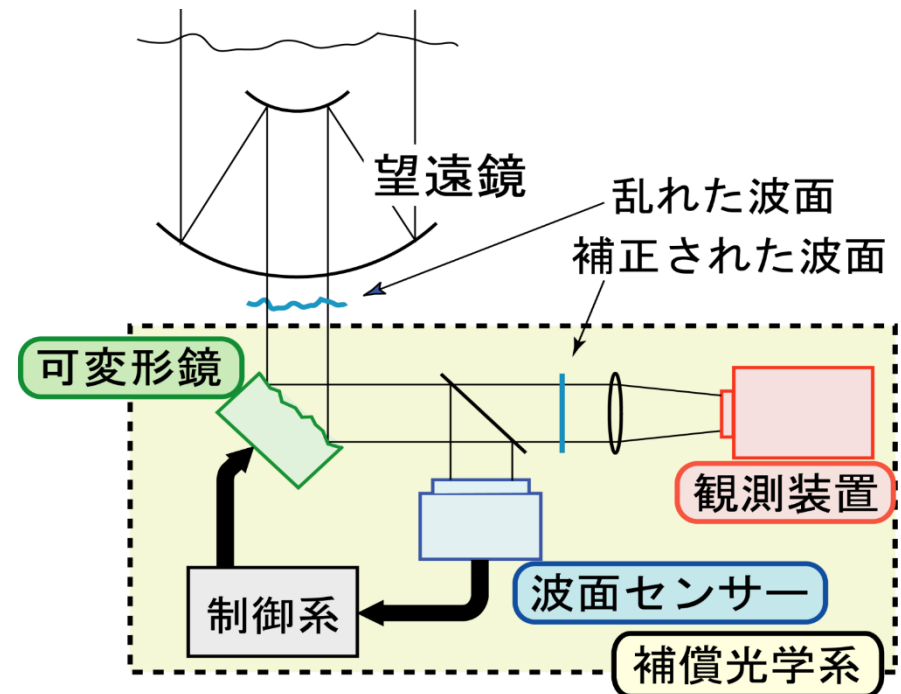 望遠鏡
乱れた波面
補正された波面
可変形鏡
観測装置
波面センサー
制御系
補償光学系